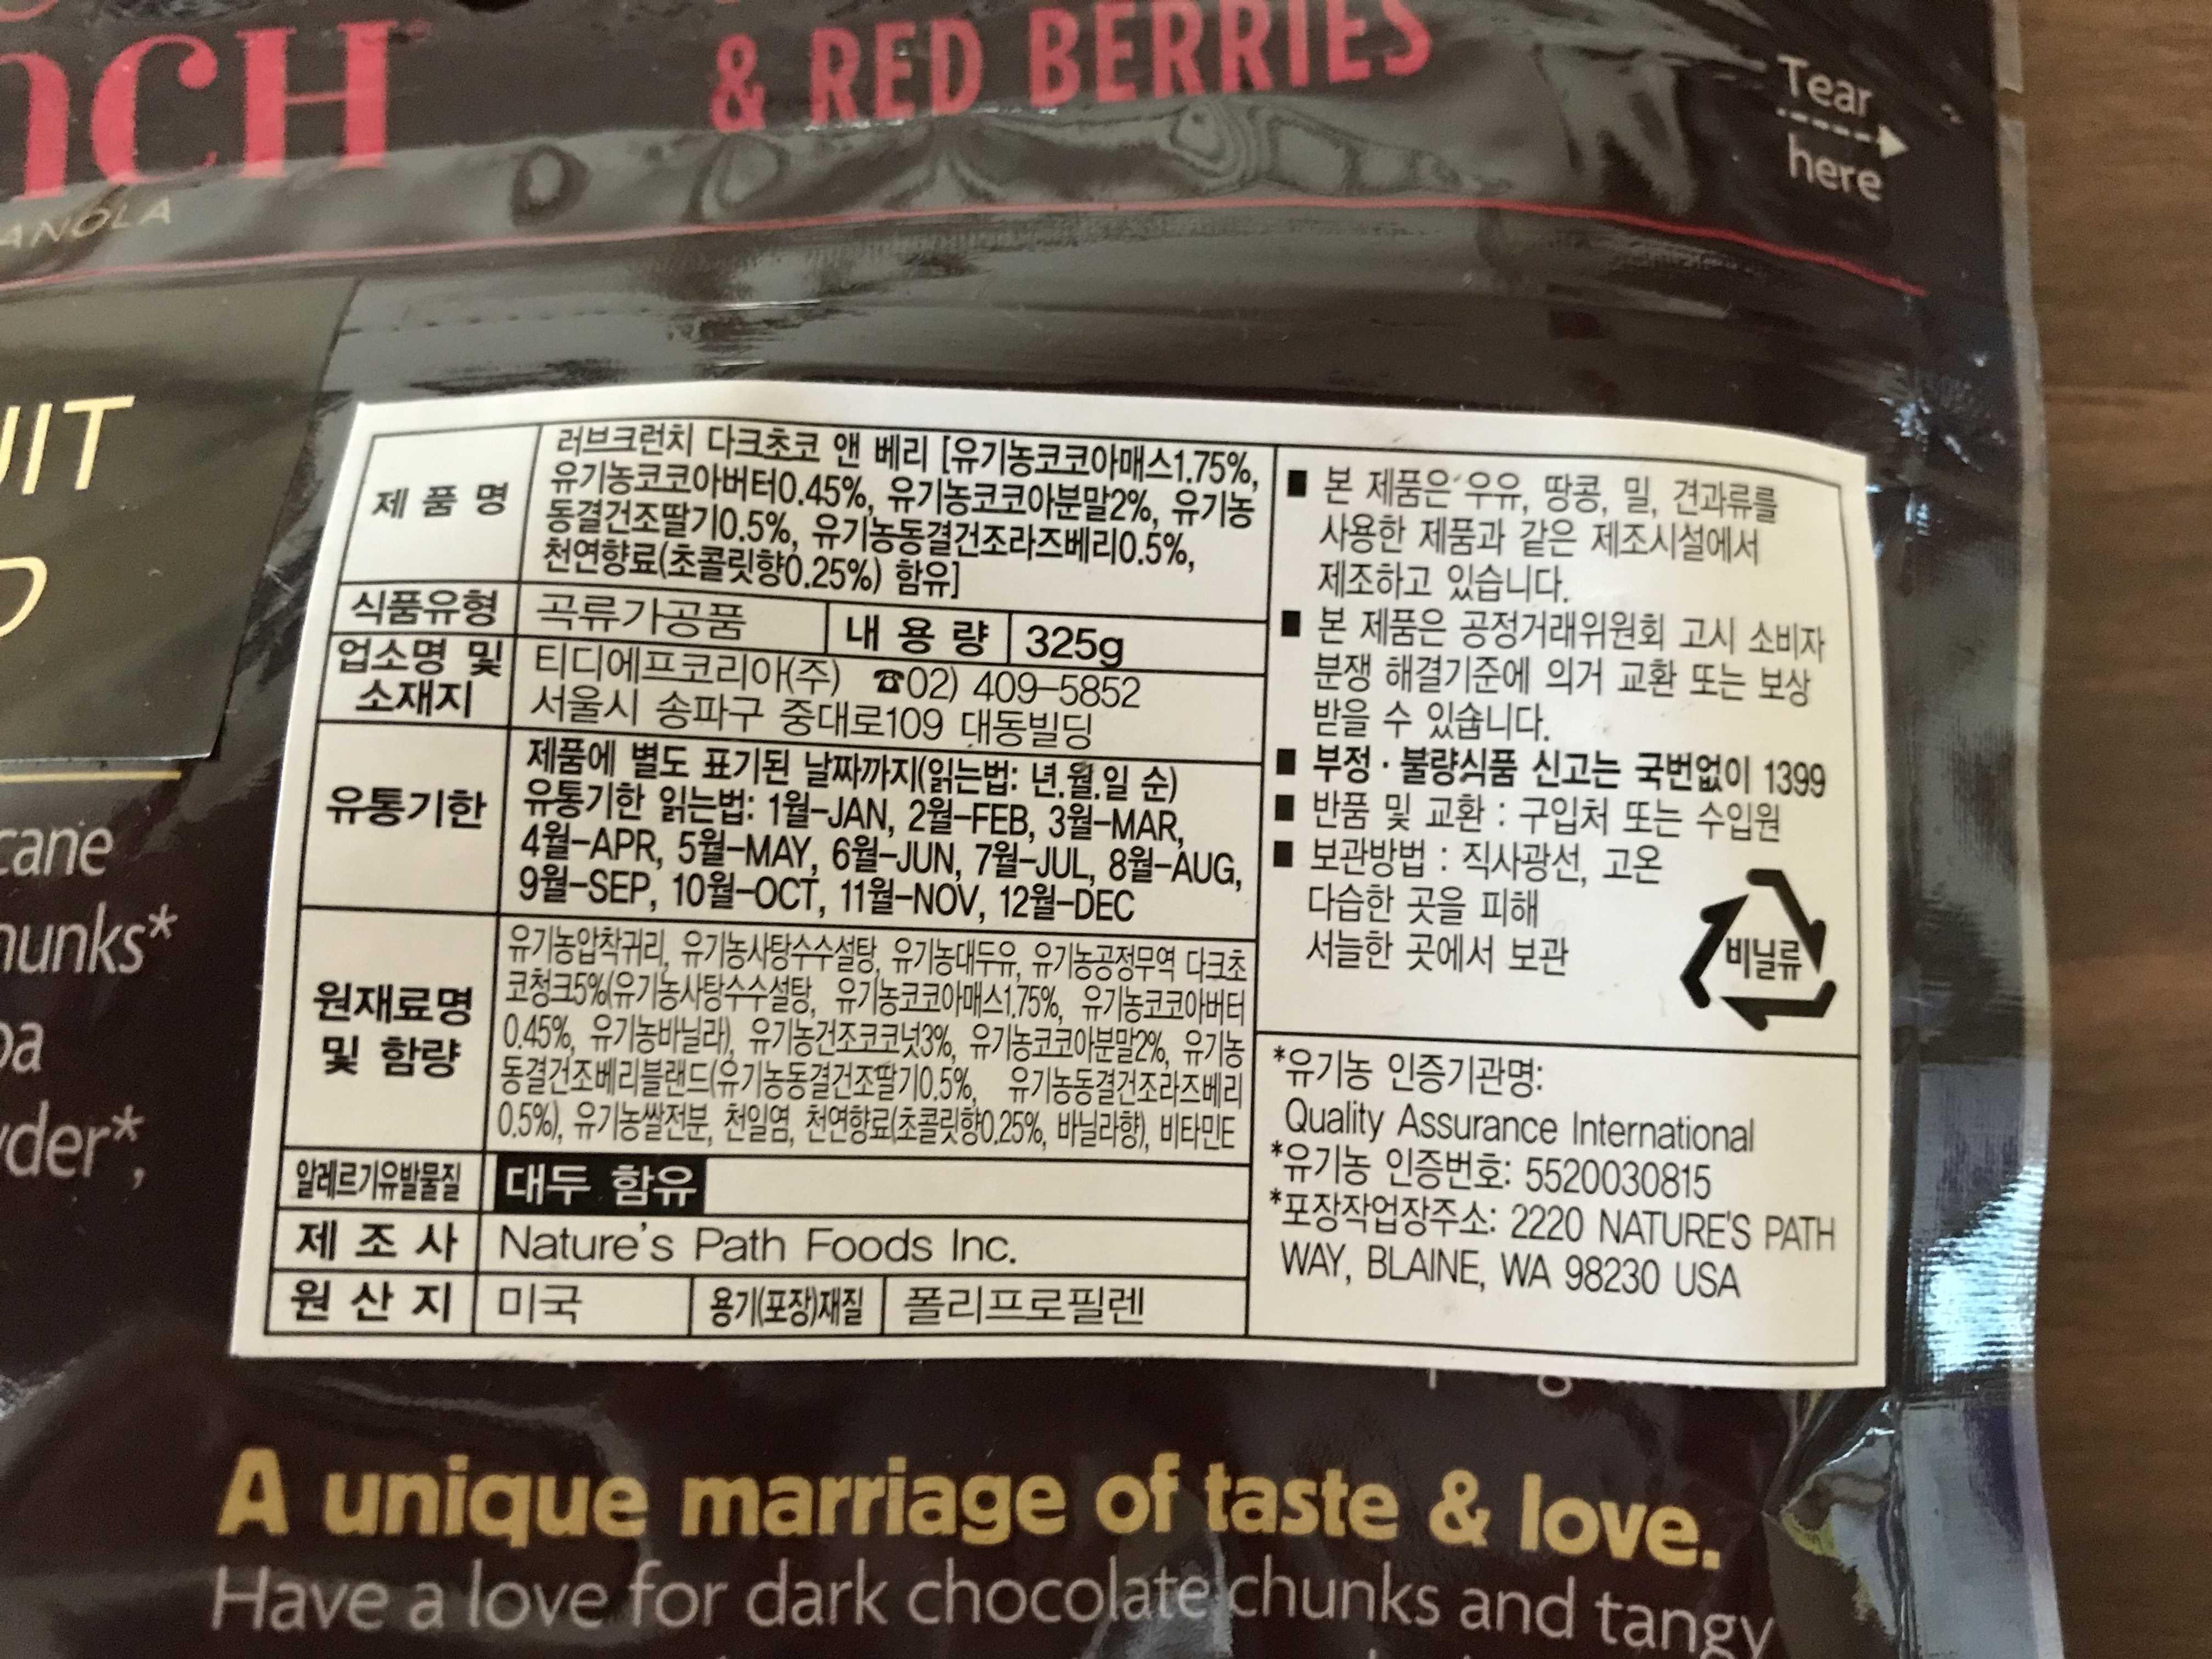 & RED BERRIES
NCH
ANOLA
Tear
here
UIT
cane
hunks*
oa
der*,
제 품 명
러브크런치 다크초코 앤 베리 [유기농코코아매스1.75%,
유기농코코아버터0.45%, 유기농코코아분말2%, 유기농
동결건조딸기0.5%, 유기농동결건조라즈베리0.5%,
천연향료(초콜릿향0.25%) 함유]
식품유형 곡류가공품 내 용 량 325g
업소명 및
소재지
티디에프코리아(주) ☎02) 409-5852
서울시 송파구 중대로109 대동빌딩
유통기한
제품에 별도 표기된 날짜까지(읽는법: 년.월.일 순)
유통기한 읽는법: 1월-JAN, 2월-FEB, 3월-MAR,
4월-APR, 5월-MAY, 6월-JUN, 7월-JUL, 8월-AUG,
9월-SEP, 10월-OCT, 11월-NOV, 12월-DEC
원재료명
및 함량
유기농압착귀리, 유기농사탕수수설탕, 유기농대두유, 유기농공정무역 다크초
코청크5%(유기농사탕수수설탕, 유기농코코아매스1.75%, 유기농코코아버터
0.45%, 유기농바닐라), 유기농건조코코넛3%, 유기농코코아분말2%, 유기농
동결건조베리블랜드(유기농동결건조딸기0.5%, 유기농동결건조라즈베리
0.5%), 유기농쌀전분, 천일염, 천연향료(초콜릿향0.25%, 바닐라향), 비타민E
알레르기유발물질 대두 함유
제 조 사 Nature's Path Foods Inc.
원 산 지 미국 용기(포장)재질 폴리프로필렌
■ 본 제품은 우유, 땅콩, 밀, 견과류를
사용한 제품과 같은 제조시설에서
제조하고 있습니다.
■ 본 제품은 공정거래위원회 고시 소비자
분쟁 해결기준에 의거 교환 또는 보상
받을 수 있습니다.
■ 부정·불량식품 신고는 국번없이 1399
■ 반품 및 교환 : 구입처 또는 수입원
■ 보관방법 : 직사광선, 고온
다습한 곳을 피해
서늘한 곳에서 보관
비닐류
*유기농 인증기관명:
Quality Assurance International
*유기농 인증번호: 5520030815
*포장작업장주소: 2220 NATURE'S PATH
WAY, BLAINE, WA 98230 USA
A unique marriage of taste & love.
Have a love for dark chocolate chunks and tangy